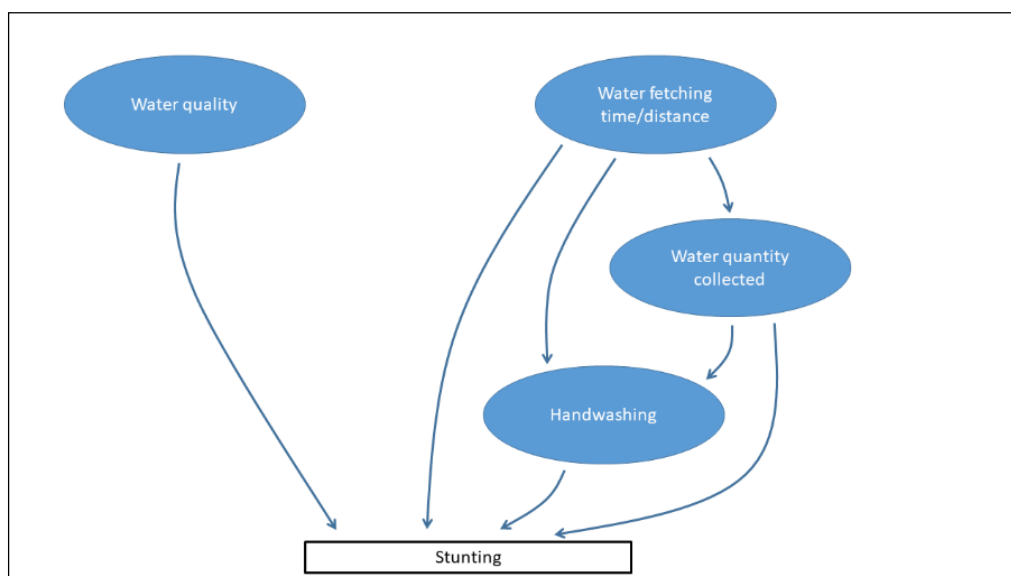 Water quality
Water fetching
time/distance
Water quantity
collected
Handwashing
Stunting